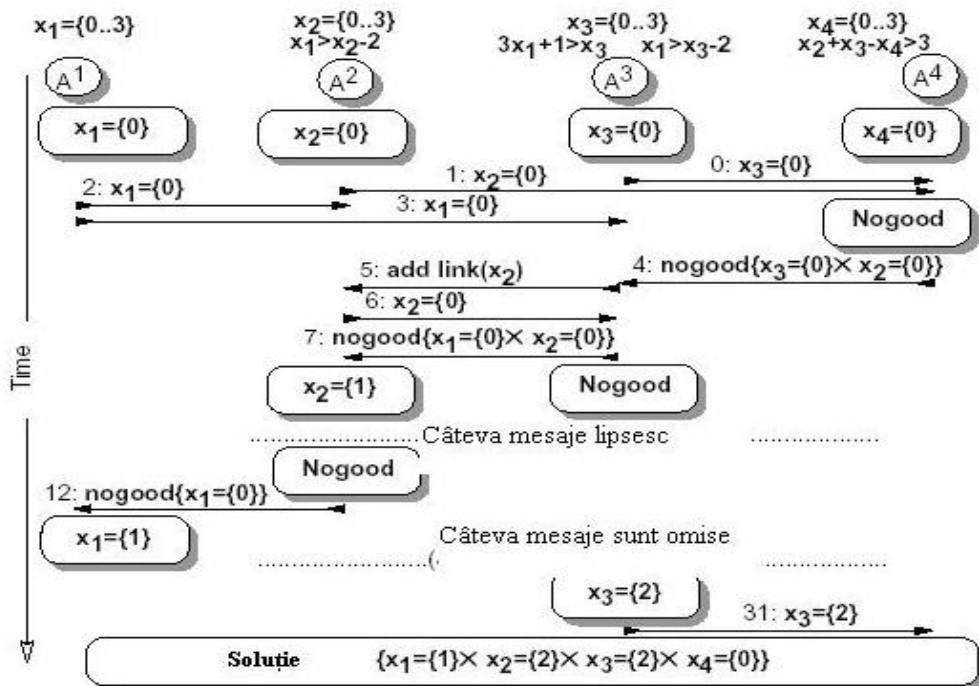 x₁={0..3} x₂={0..3} x₃={0..3} x₄={0..3}
x₁>x₂-2 3x₁+1>x₃ x₁>x₃-2 x₂+x₃-x₄>3
A¹ A² A³ A⁴
x₁={0} x₂={0} x₃={0} x₄={0}
0: x₃={0}
1: x₂={0}
2: x₁={0}
3: x₁={0}
Nogood
4: nogood{x₃={0}× x₂={0}}
5: add link(x₂)
6: x₂={0}
7: nogood{x₁={0}× x₂={0}}
x₂={1} Nogood
Time
........................Câteva mesaje lipsesc ..................
Nogood
12: nogood{x₁={0}}
x₁={1}
Câteva mesaje sunt omise
........................(. ..................
x₃={2}
31: x₃={2}
Soluție {x₁={1}× x₂={2}× x₃={2}× x₄={0}}